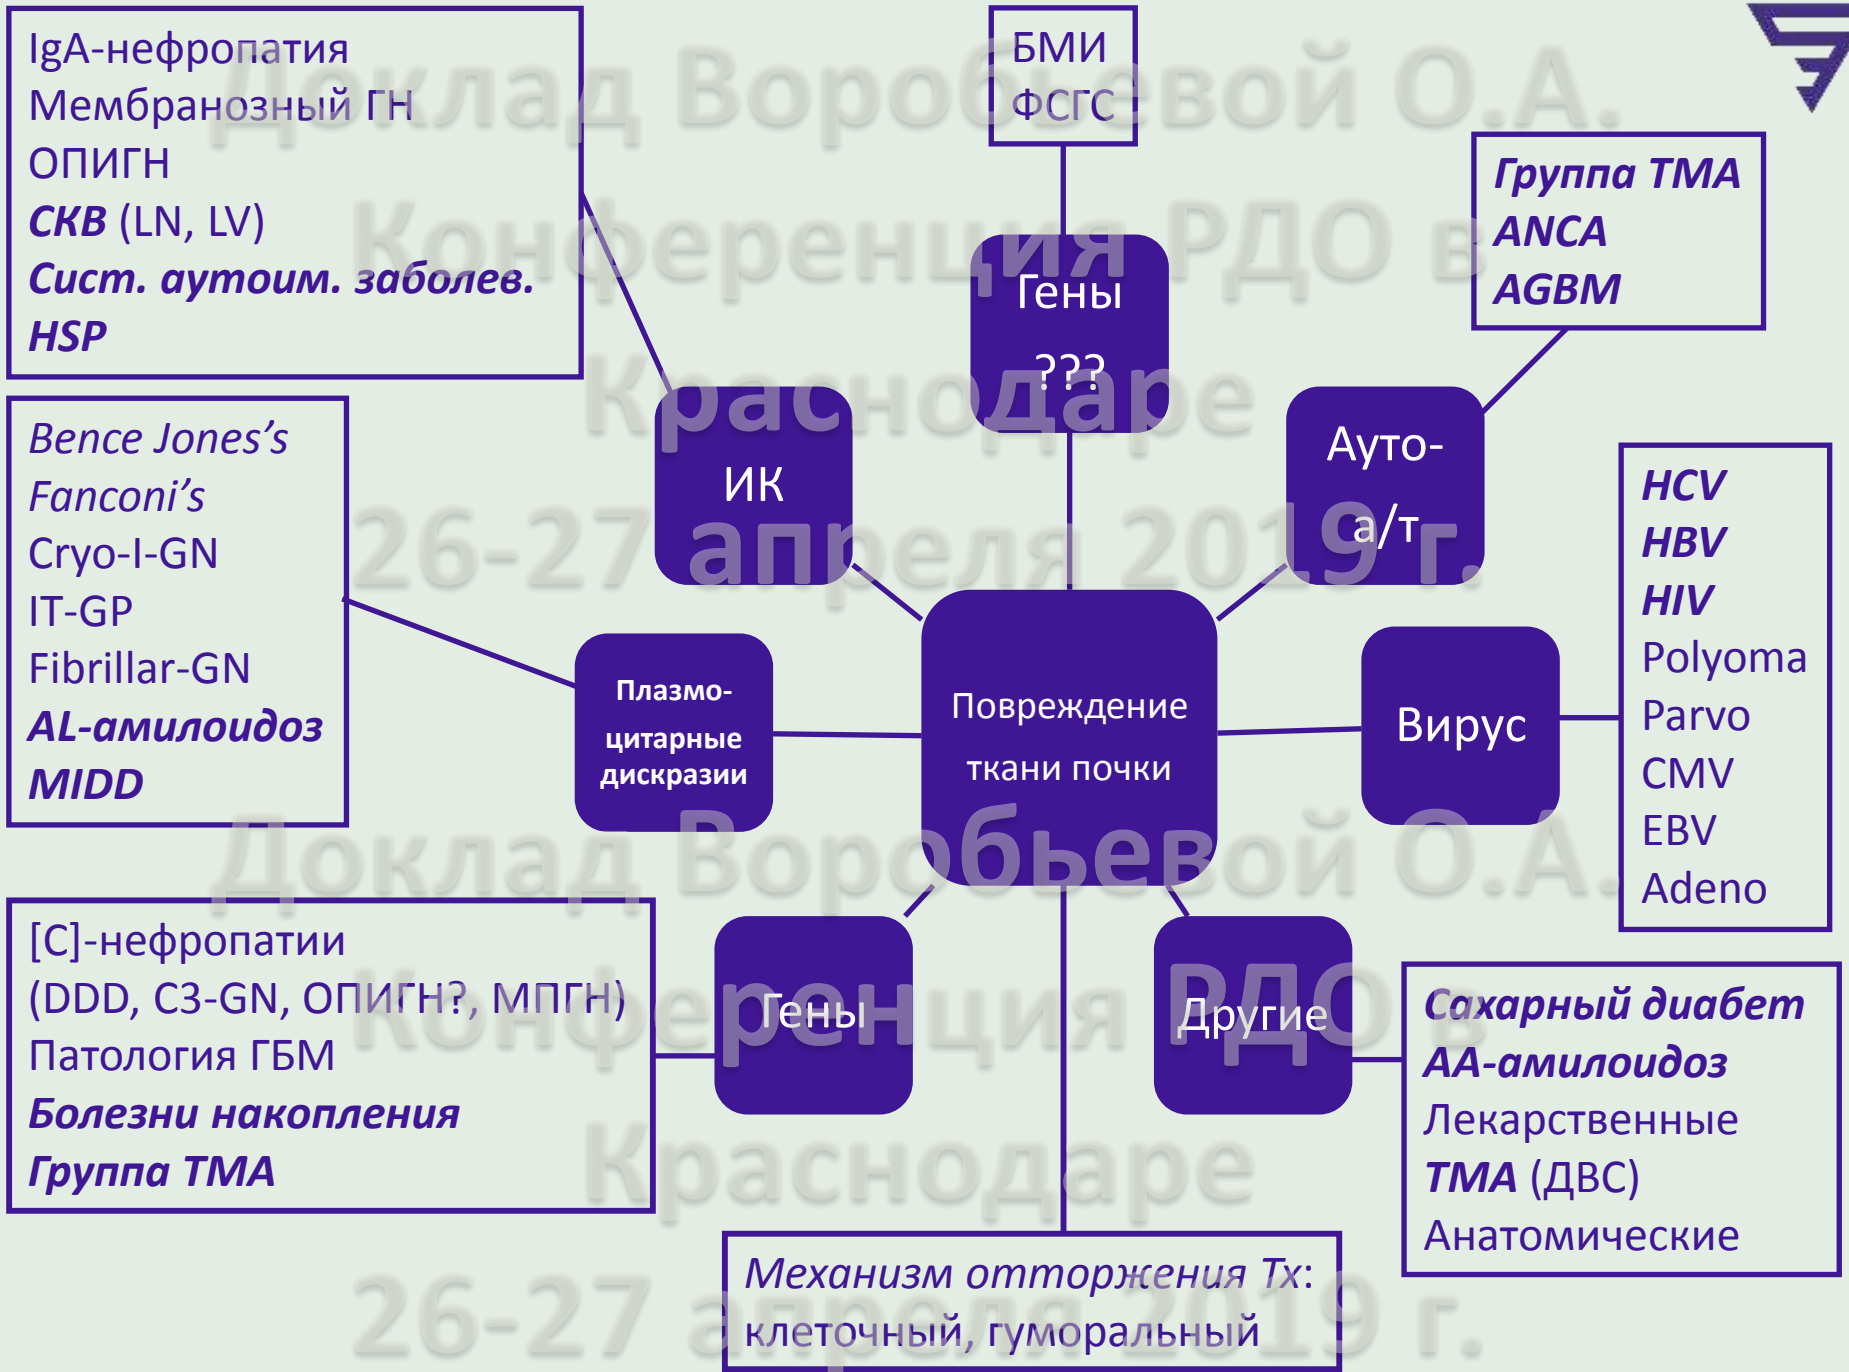 IgA-нефропатия
Мембранозный ГН
ОПИГН
СКВ (LN, LV)
Сист. аутоим. заболев.
HSP
БМИ
ФСГС
Группа ТМА
ANCA
AGBM
Гены
???
ИК
Ауто-
а/т
Bence Jones's
Fanconi's
Cryo-I-GN
IT-GP
Fibrillar-GN
AL-амилоидоз
MIDD
Плазмо-
цитарные
дискразии
Повреждение
ткани почки
Вирус
HCV
HBV
HIV
Polyoma
Parvo
CMV
EBV
Adeno
[C]-нефропатии
(DDD, C3-GN, ОПИГН?, МПГН)
Патология ГБМ
Болезни накопления
Группа ТМА
Гены
Другие
Сахарный диабет
АА-амилоидоз
Лекарственные
ТМА (ДВС)
Анатомические
Механизм отторжения Тх:
клеточный, гуморальный
Доклад Воробьевой О.А.
Конференция РДО в
Краснодаре
26-27 апреля 2019 г.
Доклад Воробьевой О.А.
Конференция РДО в
Краснодаре
26-27 апреля 2019 г.